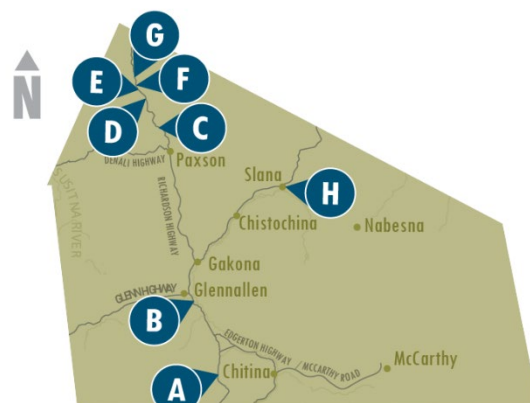 G
N
E
F
D
C
PAXSON
DENALI HIGHWAY
SUSITNA RIVER
RICHARDSON HIGHWAY
Slana
H
Chistochina
Nabesna
Gakona
GLENN HIGHWAY
Glennallen
B
EDGERTON HIGHWAY
/ MCCARTHY ROAD
McCarthy
Chitina
A